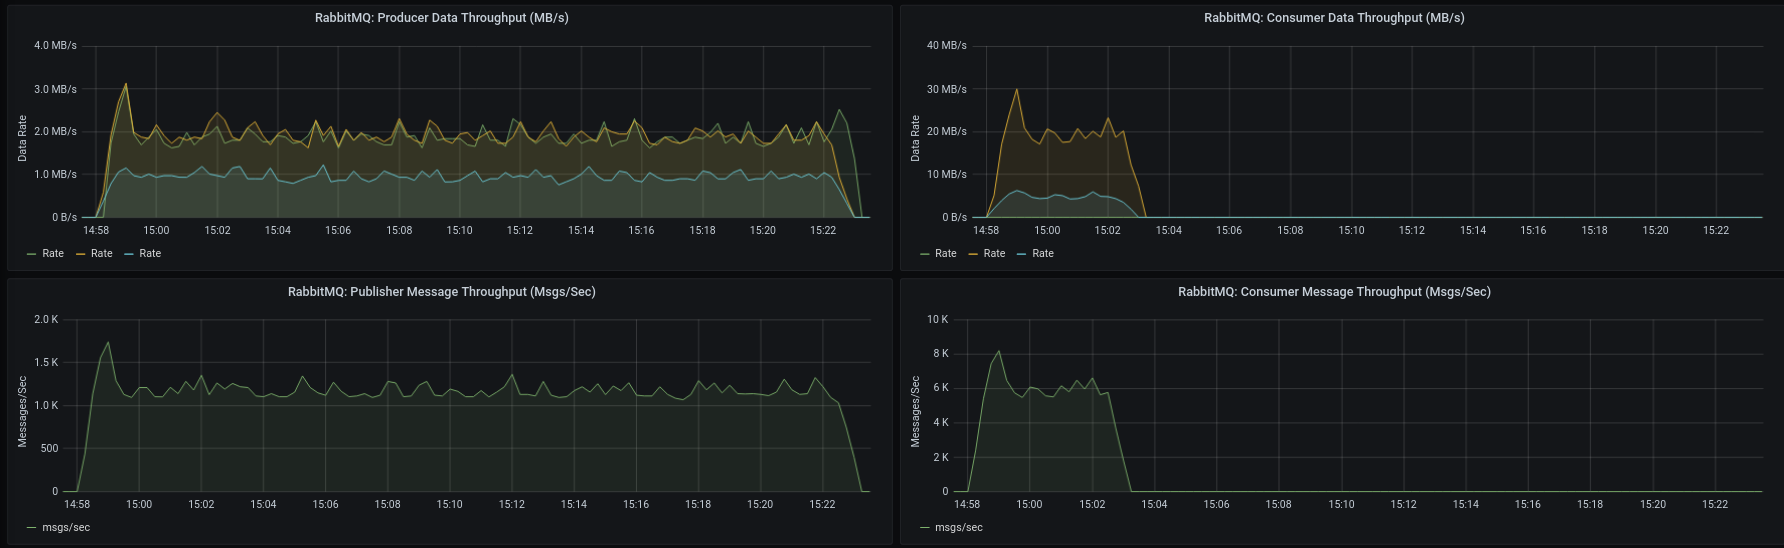 RabbitMQ: Producer Data Throughput (MB/s)
Data Rate
4.0 MB/s
3.0 MB/s
2.0 MB/s
1.0 MB/s
0 B/s
14:58 15:00 15:02 15:04 15:06 15:08 15:10 15:12 15:14 15:16 15:18 15:20 15:22
Rate Rate Rate
RabbitMQ: Consumer Data Throughput (MB/s)
Data Rate
40 MB/s
30 MB/s
20 MB/s
10 MB/s
0 B/s
14:58 15:00 15:02 15:04 15:06 15:08 15:10 15:12 15:14 15:16 15:18 15:20 15:22
Rate Rate Rate
RabbitMQ: Publisher Message Throughput (Msgs/Sec)
Messages/Sec
2.0 K
1.5 K
1.0 K
500
0
14:58 15:00 15:02 15:04 15:06 15:08 15:10 15:12 15:14 15:16 15:18 15:20 15:22
msgs/sec
RabbitMQ: Consumer Message Throughput (Msgs/Sec)
Messages/Sec
10 K
8 K
6 K
4 K
2 K
0
14:58 15:00 15:02 15:04 15:06 15:08 15:10 15:12 15:14 15:16 15:18 15:20 15:22
msgs/sec